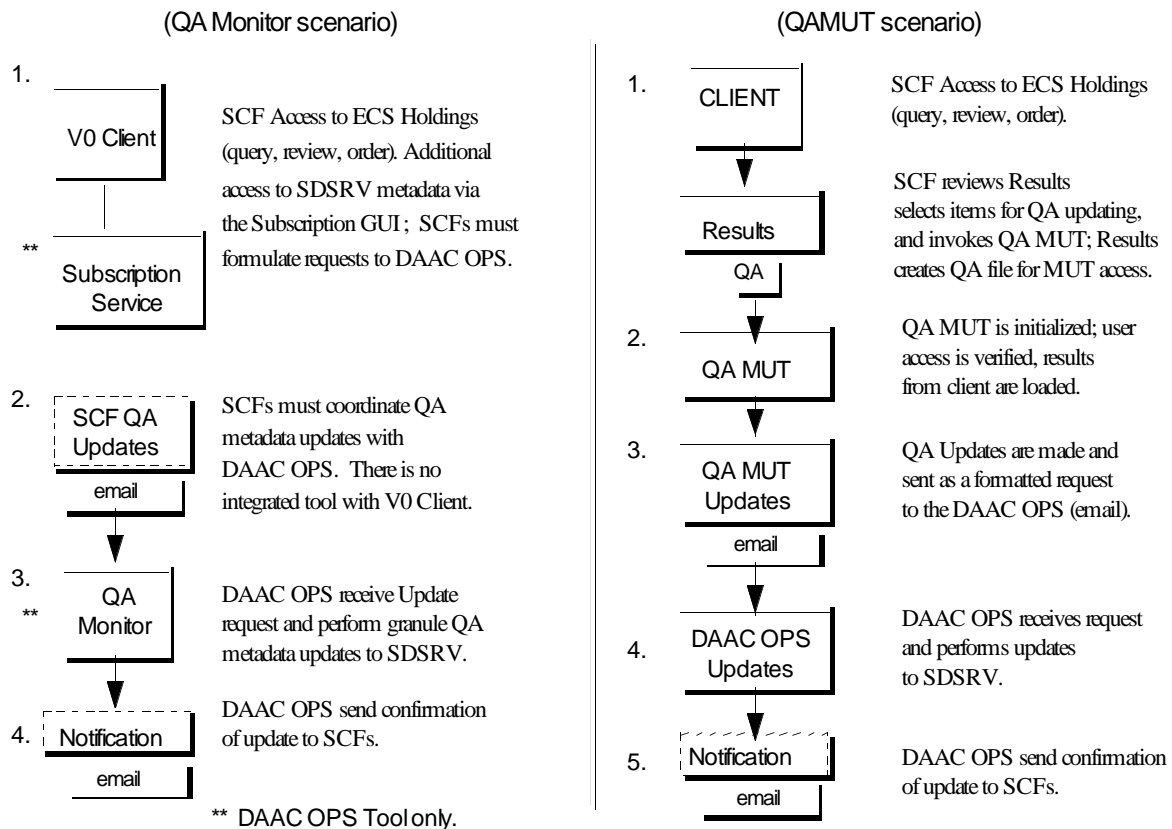 (QA Monitor scenario)
1.
V0 Client
SCF Access to ECS Holdings
(query, review, order). Additional
access to SDSRV metadata via
the Subscription GUI; SCFs must
formulate requests to DAAC OPS.
**
Subscription
Service
2.
SCF QA
Updates
email
SCFs must coordinate QA
metadata updates with
DAAC OPS. There is no
integrated tool with V0 Client.
3.
**
QA
Monitor
DAAC OPS receive Update
request and perform granule QA
metadata updates to SDSRV.
4.
Notification
email
DAAC OPS send confirmation
of update to SCFs.
** DAAC OPS Tool only.
(QAMUT scenario)
1.
CLIENT
SCF Access to ECS Holdings
(query, review, order).
Results
QA
SCF reviews Results
selects items for QA updating,
and invokes QA MUT; Results
creates QA file for MUT access.
2.
QA MUT
QA MUT is initialized; user
access is verified, results
from client are loaded.
3.
QA MUT
Updates
email
QA Updates are made and
sent as a formatted request
to the DAAC OPS (email).
4.
DAAC OPS
Updates
DAAC OPS receives request
and performs updates
to SDSRV.
5.
Notification
email
DAAC OPS send confirmation
of update to SCFs.